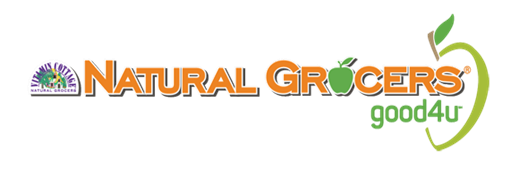 VITAMIN COTTAGE
NATURAL GROCERS
NATURAL GROCERS®
good4u™